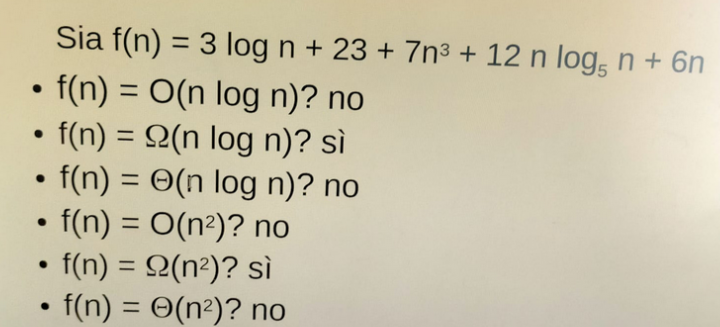 Sia f(n) = 3 log n + 23 + 7n³ + 12 n log₅ n + 6n
• f(n) = O(n log n)? no
• f(n) = Ω(n log n)? sì
• f(n) = Θ(n log n)? no
• f(n) = O(n²)? no
• f(n) = Ω(n²)? sì
• f(n) = Θ(n²)? no